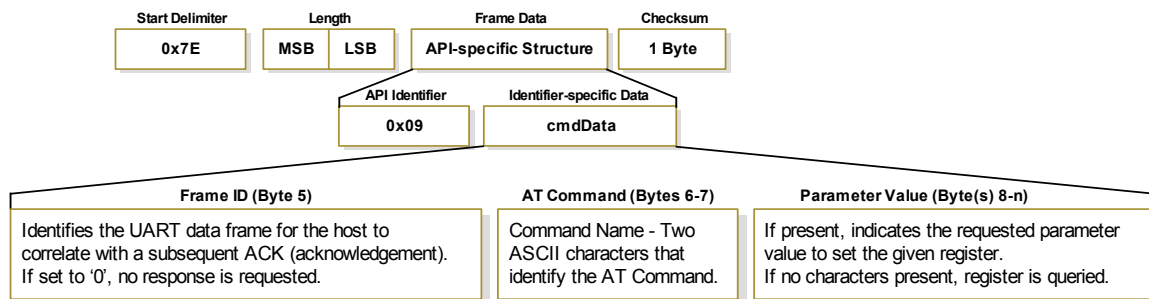 Start Delimiter Length Frame Data Checksum
0x7E MSB LSB API-specific Structure 1 Byte
API Identifier Identifier-specific Data
0x09 cmdData
Frame ID (Byte 5)
Identifies the UART data frame for the host to
correlate with a subsequent ACK (acknowledgement).
If set to ‘0’, no response is requested.
AT Command (Bytes 6-7)
Command Name - Two
ASCII characters that
identify the AT Command.
Parameter Value (Byte(s) 8-n)
If present, indicates the requested parameter
value to set the given register.
If no characters present, register is queried.